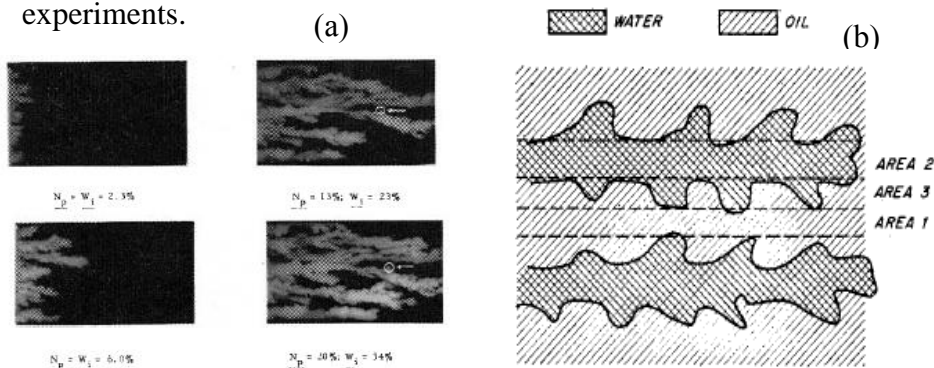 experiments.
(a)
N_p = W_i = 2.3%
N_p = 13%; W_i = 23%
N_p = W_i = 6.0%
N_p = 20%; W_i = 34%
WATER
OIL
(b)
AREA 2
AREA 3
AREA 1